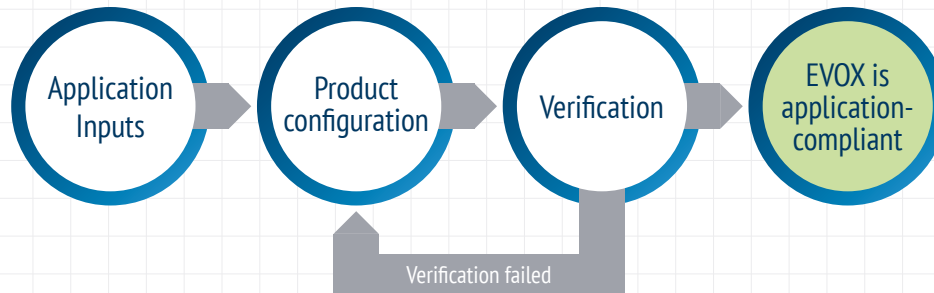 Application
Inputs
Product
configuration
Verification
EVOX is
application-
compliant
Verification failed